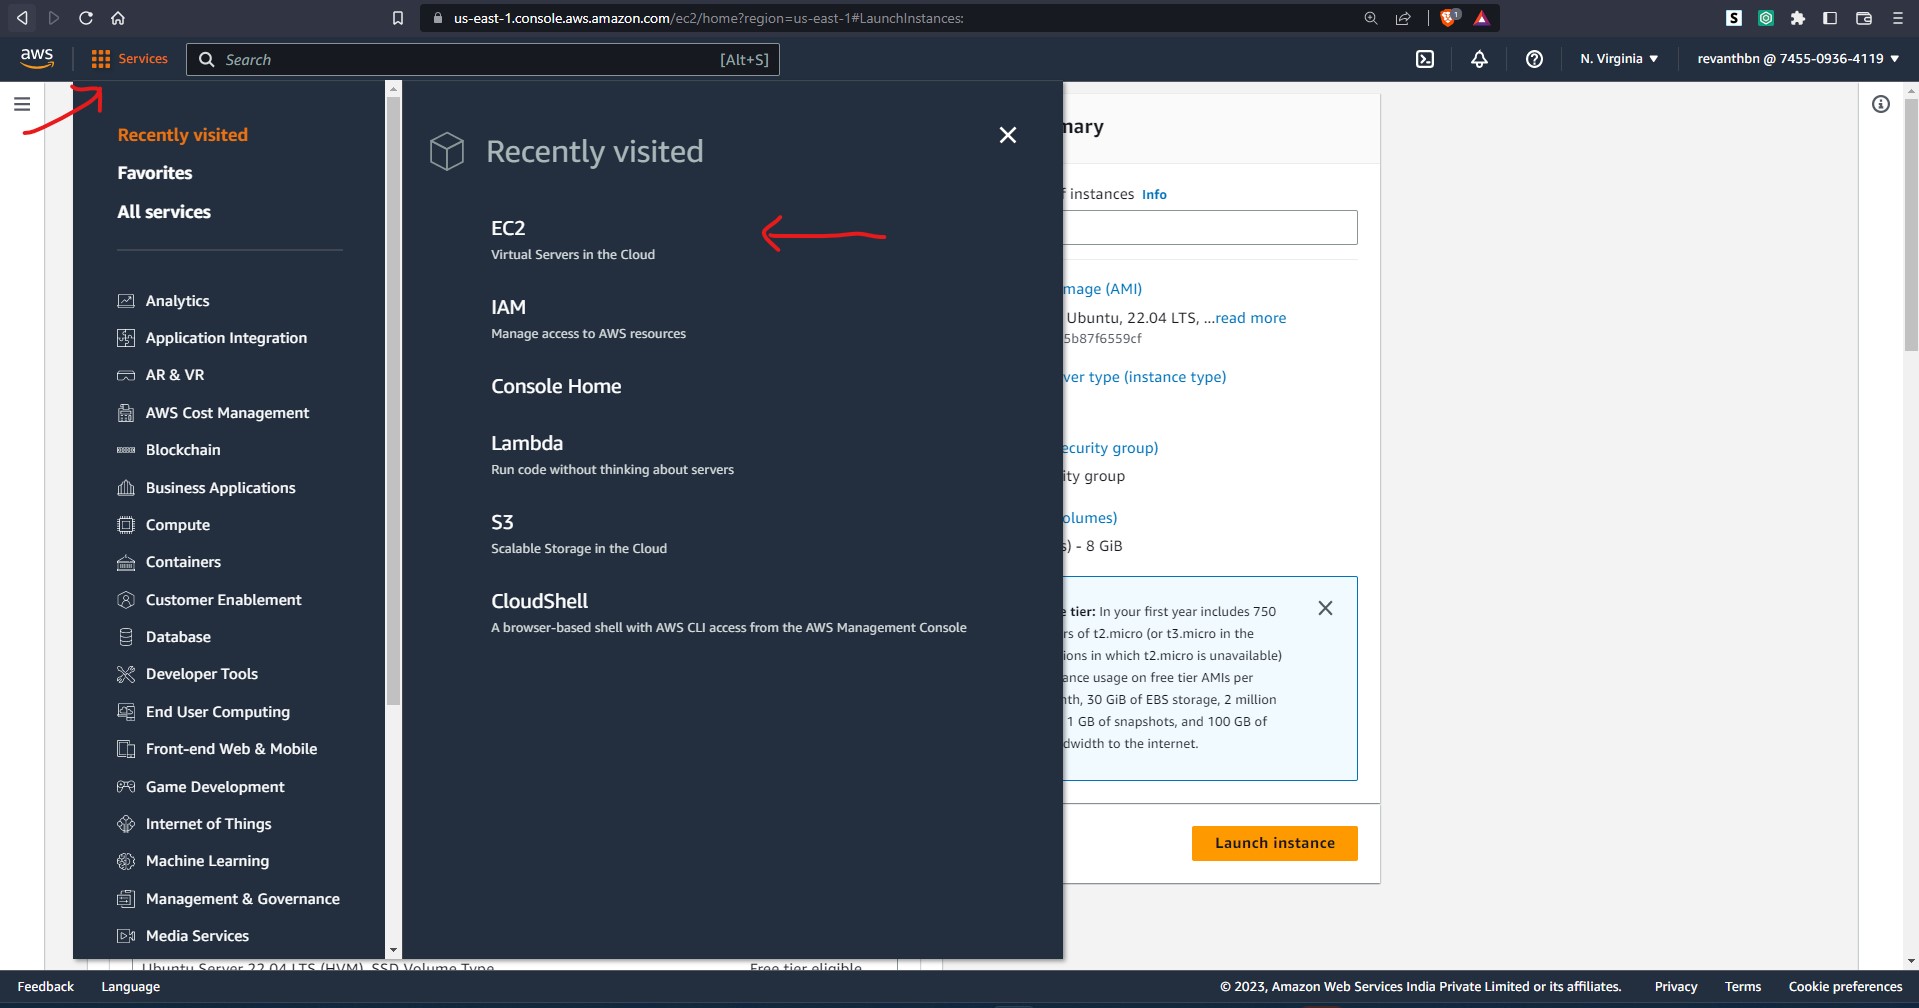 us-east-1.console.aws.amazon.com/ec2/home?region=us-east-1#LaunchInstances:
aws
Services
Search
[Alt+S]
N. Virginia
revanthbn @ 7455-0936-4119
Recently visited
Favorites
All services
Analytics
Application Integration
AR & VR
AWS Cost Management
Blockchain
Business Applications
Compute
Containers
Customer Enablement
Database
Developer Tools
End User Computing
Front-end Web & Mobile
Game Development
Internet of Things
Machine Learning
Management & Governance
Media Services
Recently visited
EC2
Virtual Servers in the Cloud
IAM
Manage access to AWS resources
Console Home
Lambda
Run code without thinking about servers
S3
Scalable Storage in the Cloud
CloudShell
A browser-based shell with AWS CLI access from the AWS Management Console
mary
f instances Info
mage (AMI)
Ubuntu, 22.04 LTS, ...read more
5b87f6559cf
ver type (instance type)
ecurity group)
ity group
olumes)
s) - 8 GiB
e tier: In your first year includes 750
rs of t2.micro (or t3.micro in the
ions in which t2.micro is unavailable)
ance usage on free tier AMIs per
nth, 30 GiB of EBS storage, 2 million
1 GB of snapshots, and 100 GB of
dwidth to the internet.
Launch instance
Ubuntu Server 22.04 LTS (HVM), SSD Volume Type
Free tier eligible
Feedback
Language
© 2023, Amazon Web Services India Private Limited or its affiliates.
Privacy
Terms
Cookie preferences